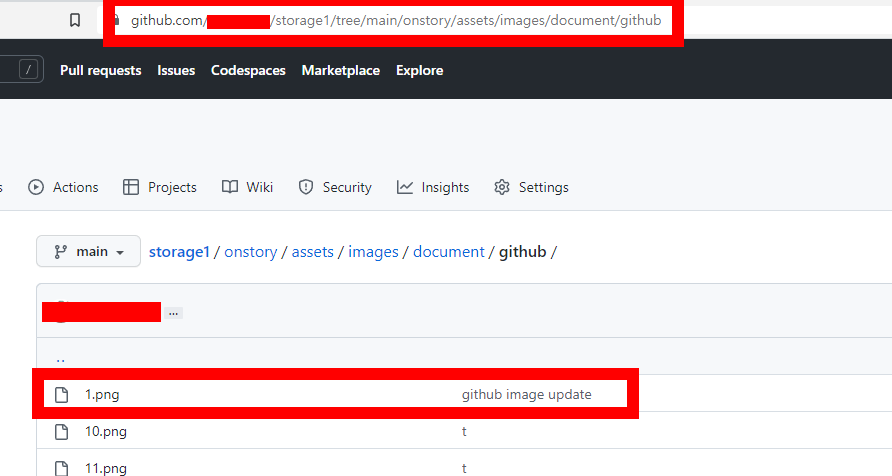 github.com/ /storage1/tree/main/onstory/assets/images/document/github
/ Pull requests Issues Codespaces Marketplace Explore
s Actions Projects Wiki Security Insights Settings
main storage1 / onstory / assets / images / document / github /
...
..
1.png github image update
10.png t
11.png t